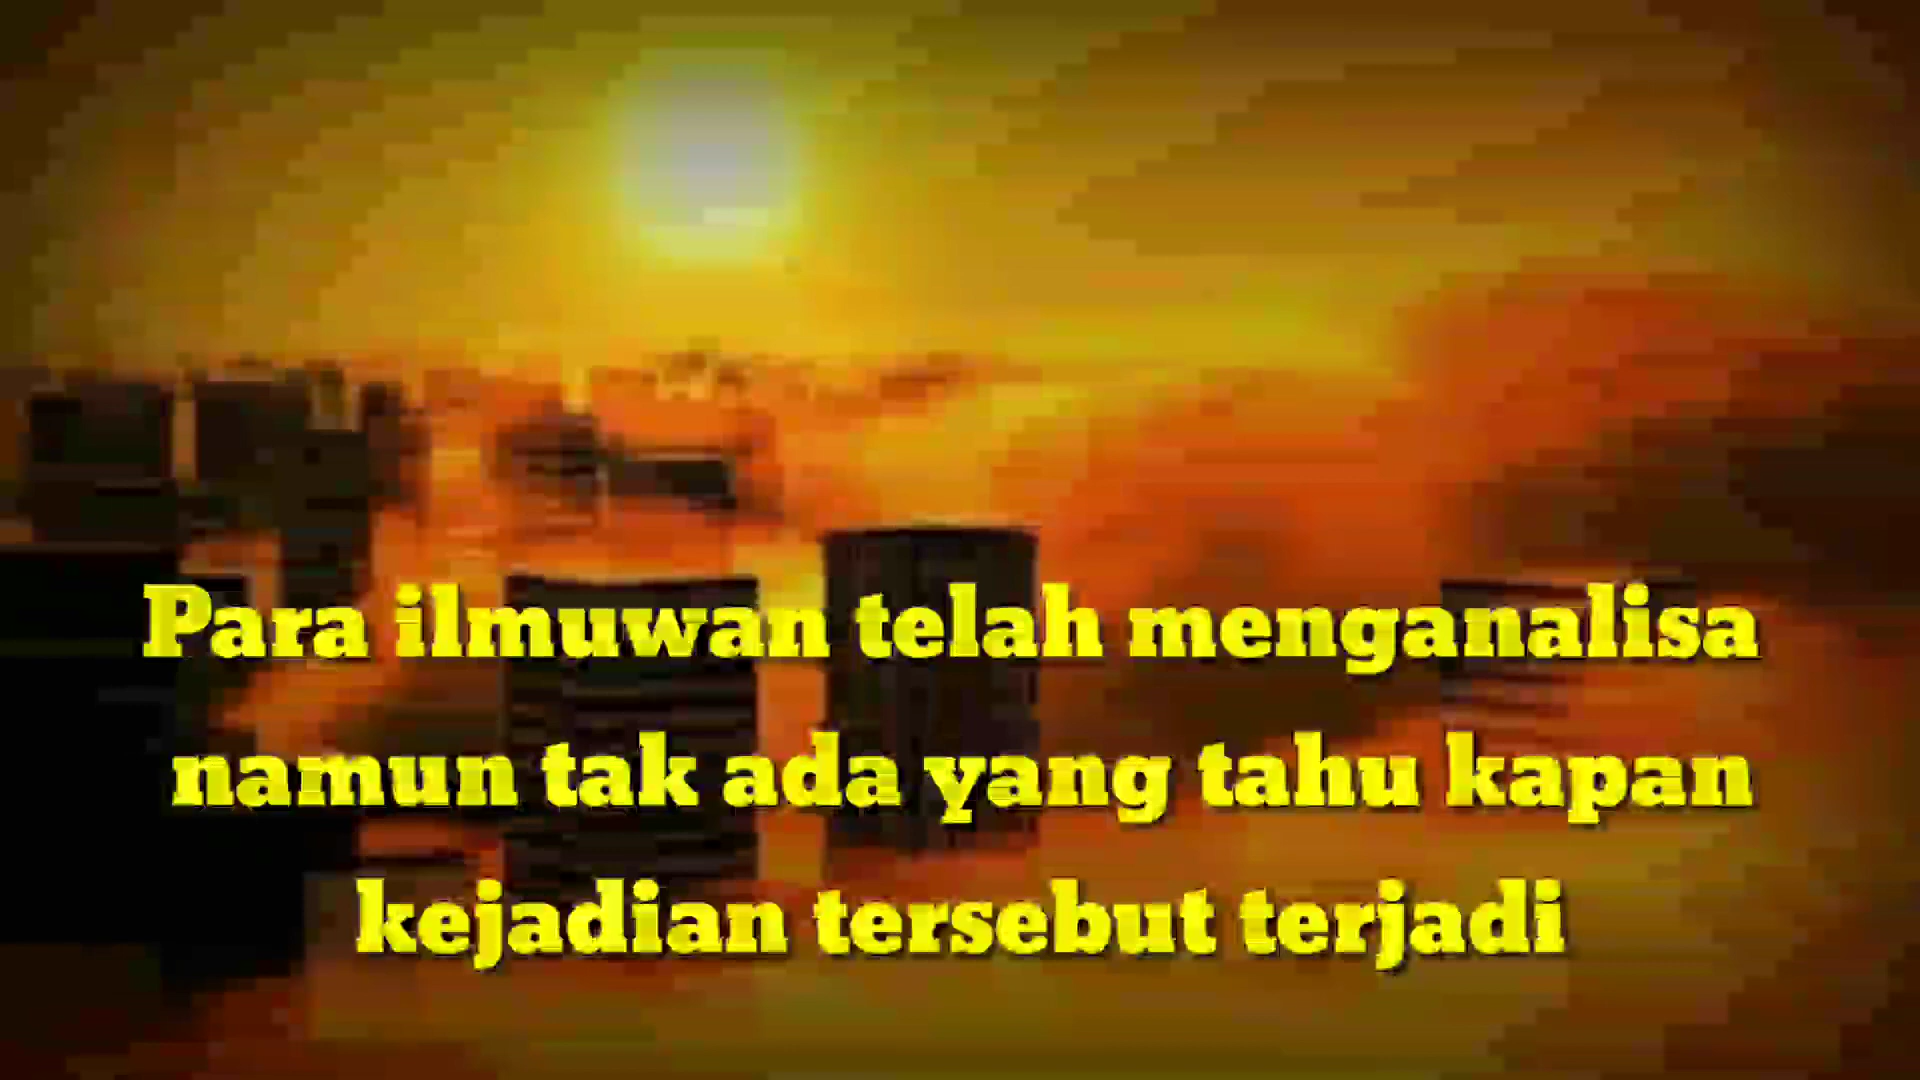 Para ilmuwan telah menganalisa
namun tak ada yang tahu kapan
kejadian tersebut terjadi